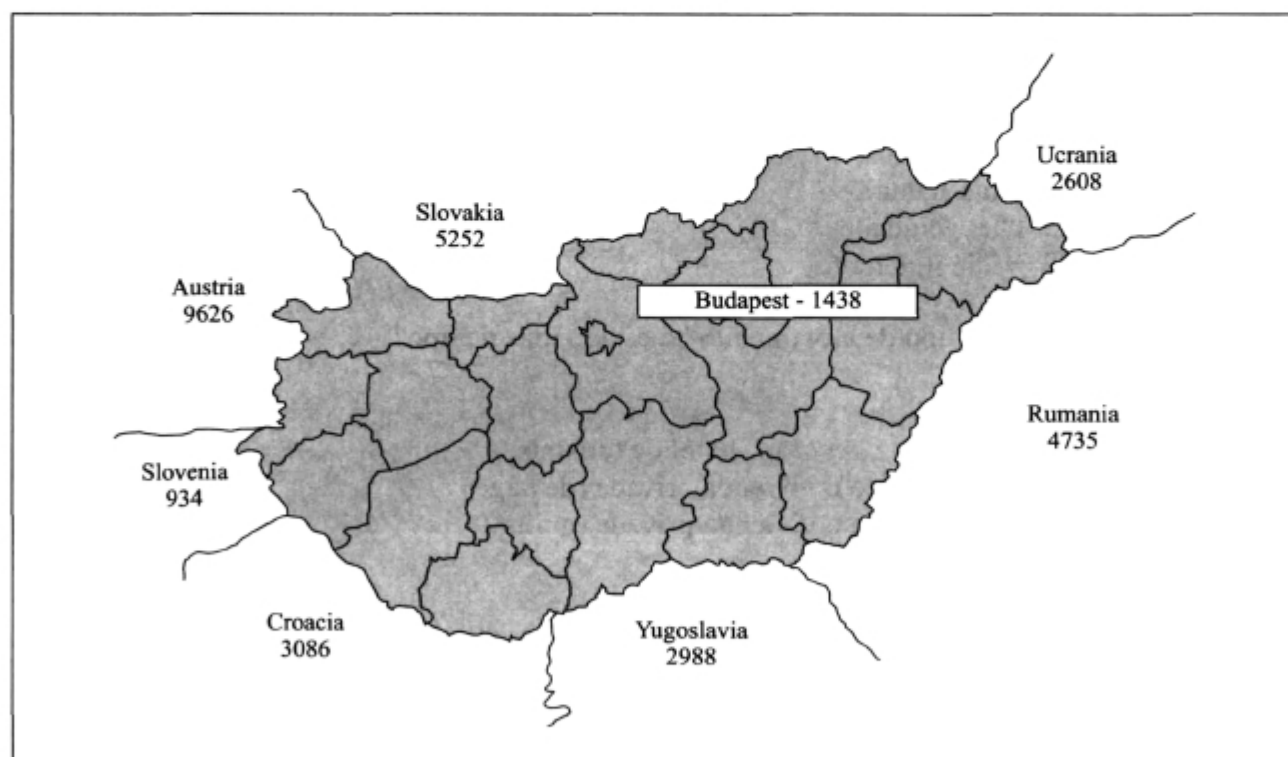 Ucrania
2608
Slovakia
5252
Austria
9626
Budapest - 1438
Rumania
4735
Slovenia
934
Croacia
3086
Yugoslavia
2988